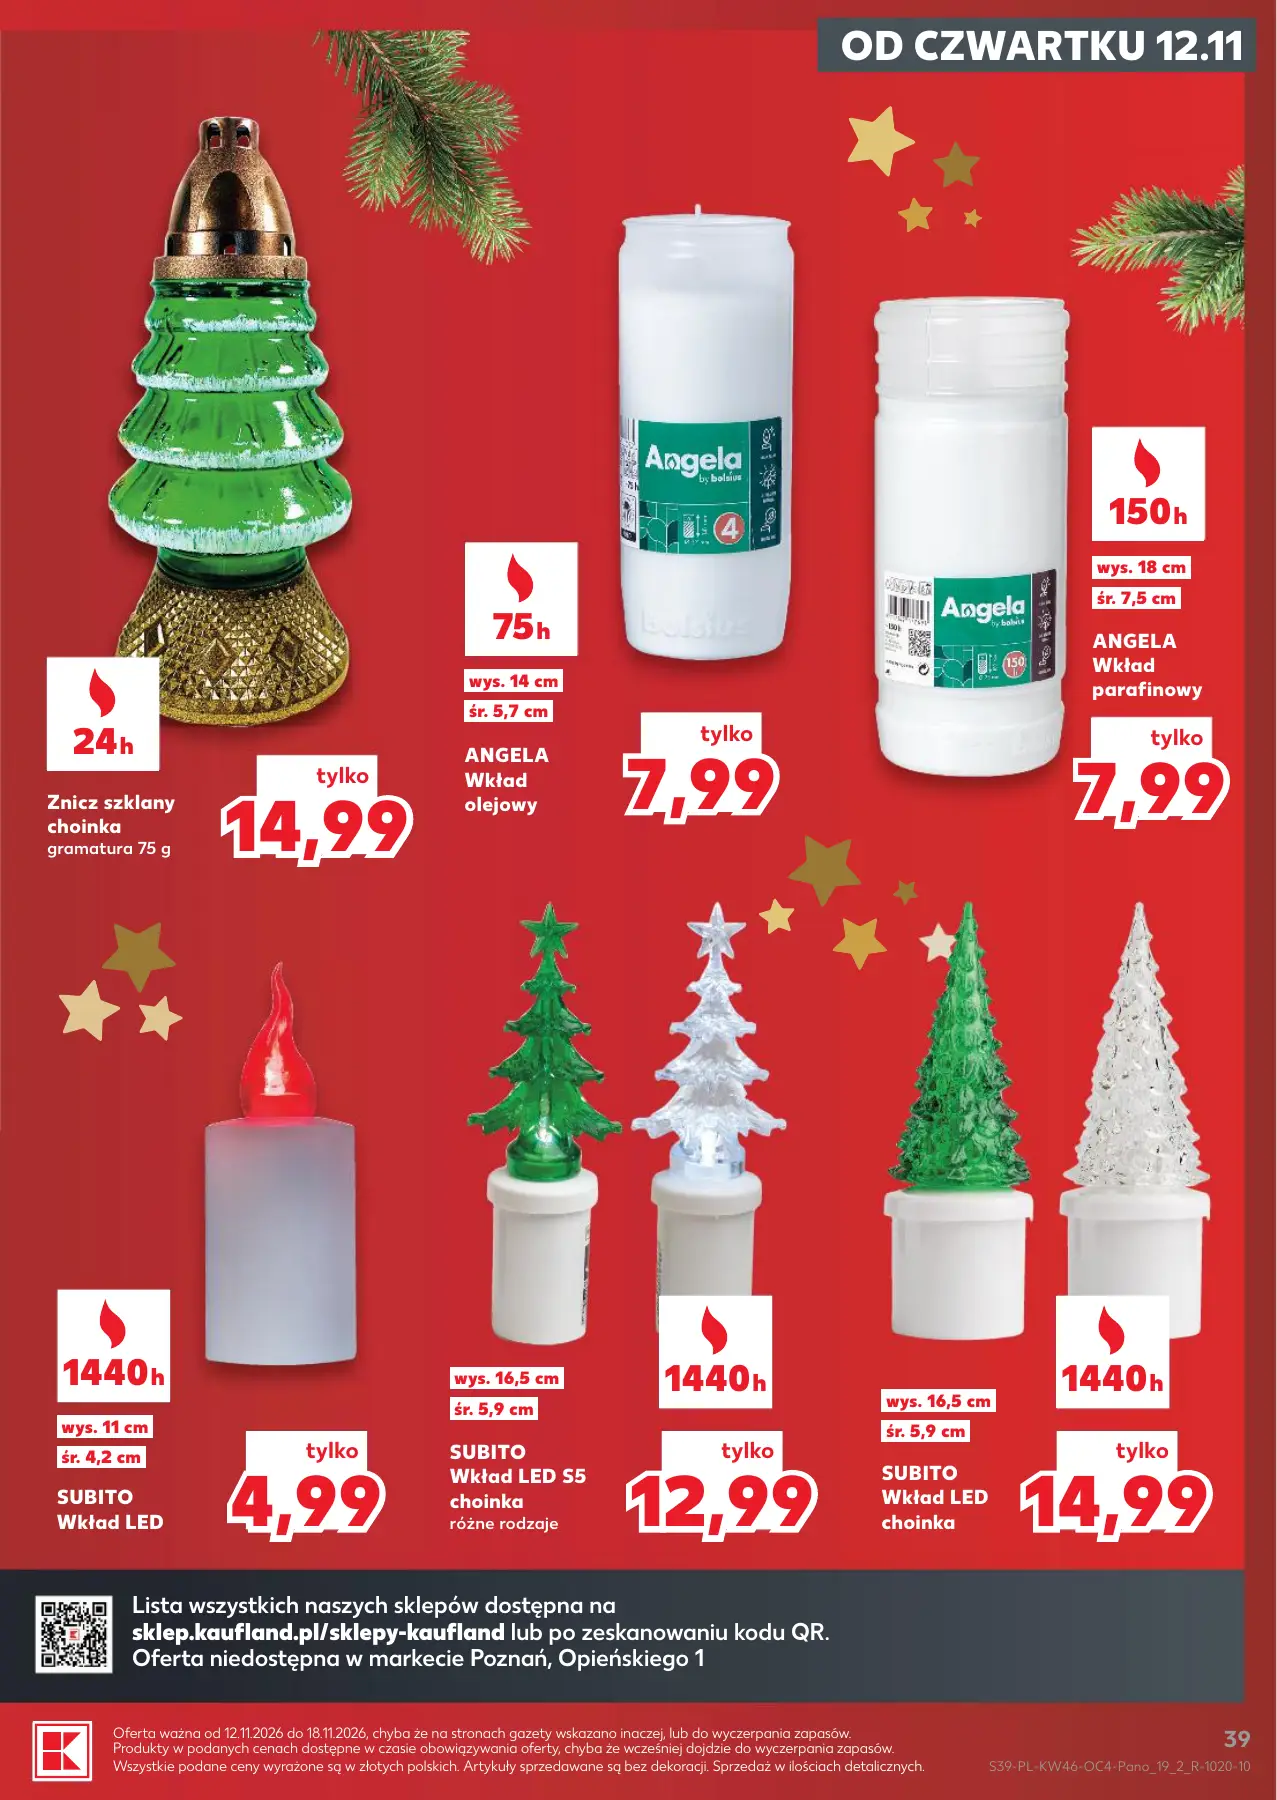 OD CZWARTKU 12.11
24h
Znicz szklany
choinka
gramatura 75 g
tylko
14,99
75h
wys. 14 cm
śr. 5,7 cm
ANGELA
Wkład
olejowy
Angela
by bolsius
4
bolsius
tylko
7,99
150h
wys. 18 cm
śr. 7,5 cm
ANGELA
Wkład
parafinowy
Angela
by bolsius
150
tylko
7,99
1440h
wys. 11 cm
śr. 4,2 cm
SUBITO
Wkład LED
tylko
4,99
wys. 16,5 cm
śr. 5,9 cm
SUBITO
Wkład LED S5
choinka
różne rodzaje
1440h
tylko
12,99
wys. 16,5 cm
śr. 5,9 cm
SUBITO
Wkład LED
choinka
1440h
tylko
14,99
Lista wszystkich naszych sklepów dostępna na
sklep.kaufland.pl/sklepy-kaufland lub po zeskanowaniu kodu QR.
Oferta niedostępna w markecie Poznań, Opieńskiego 1
Oferta ważna od 12.11.2026 do 18.11.2026, chyba że na stronach gazety wskazano inaczej, lub do wyczerpania zapasów.
Produkty w podanych cenach dostępne w czasie obowiązywania oferty, chyba że wcześniej dojdzie do wyczerpania zapasów.
Wszystkie podane ceny wyrażone są w złotych polskich. Artykuły sprzedawane są bez dekoracji. Sprzedaż w ilościach detalicznych.
39
S39-PL-KW46-OC4-Pano_19_2_R-1020-10